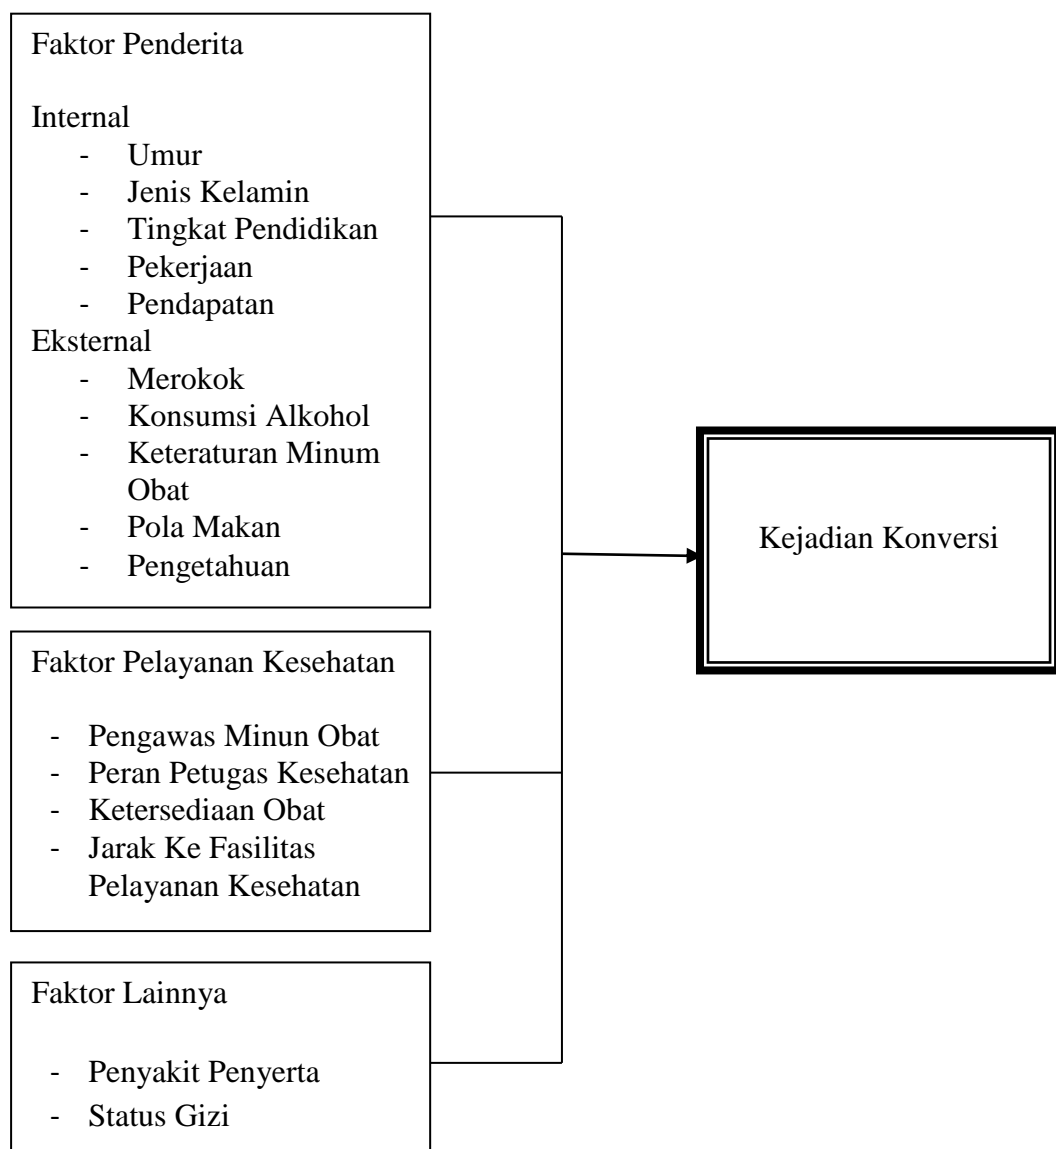 Faktor Penderita
Internal
- Umur
- Jenis Kelamin
- Tingkat Pendidikan
- Pekerjaan
- Pendapatan
Eksternal
- Merokok
- Konsumsi Alkohol
- Keteraturan Minum
Obat
- Pola Makan
- Pengetahuan
Faktor Pelayanan Kesehatan
- Pengawas Minun Obat
- Peran Petugas Kesehatan
- Ketersediaan Obat
- Jarak Ke Fasilitas
Pelayanan Kesehatan
Faktor Lainnya
- Penyakit Penyerta
- Status Gizi
Kejadian Konversi